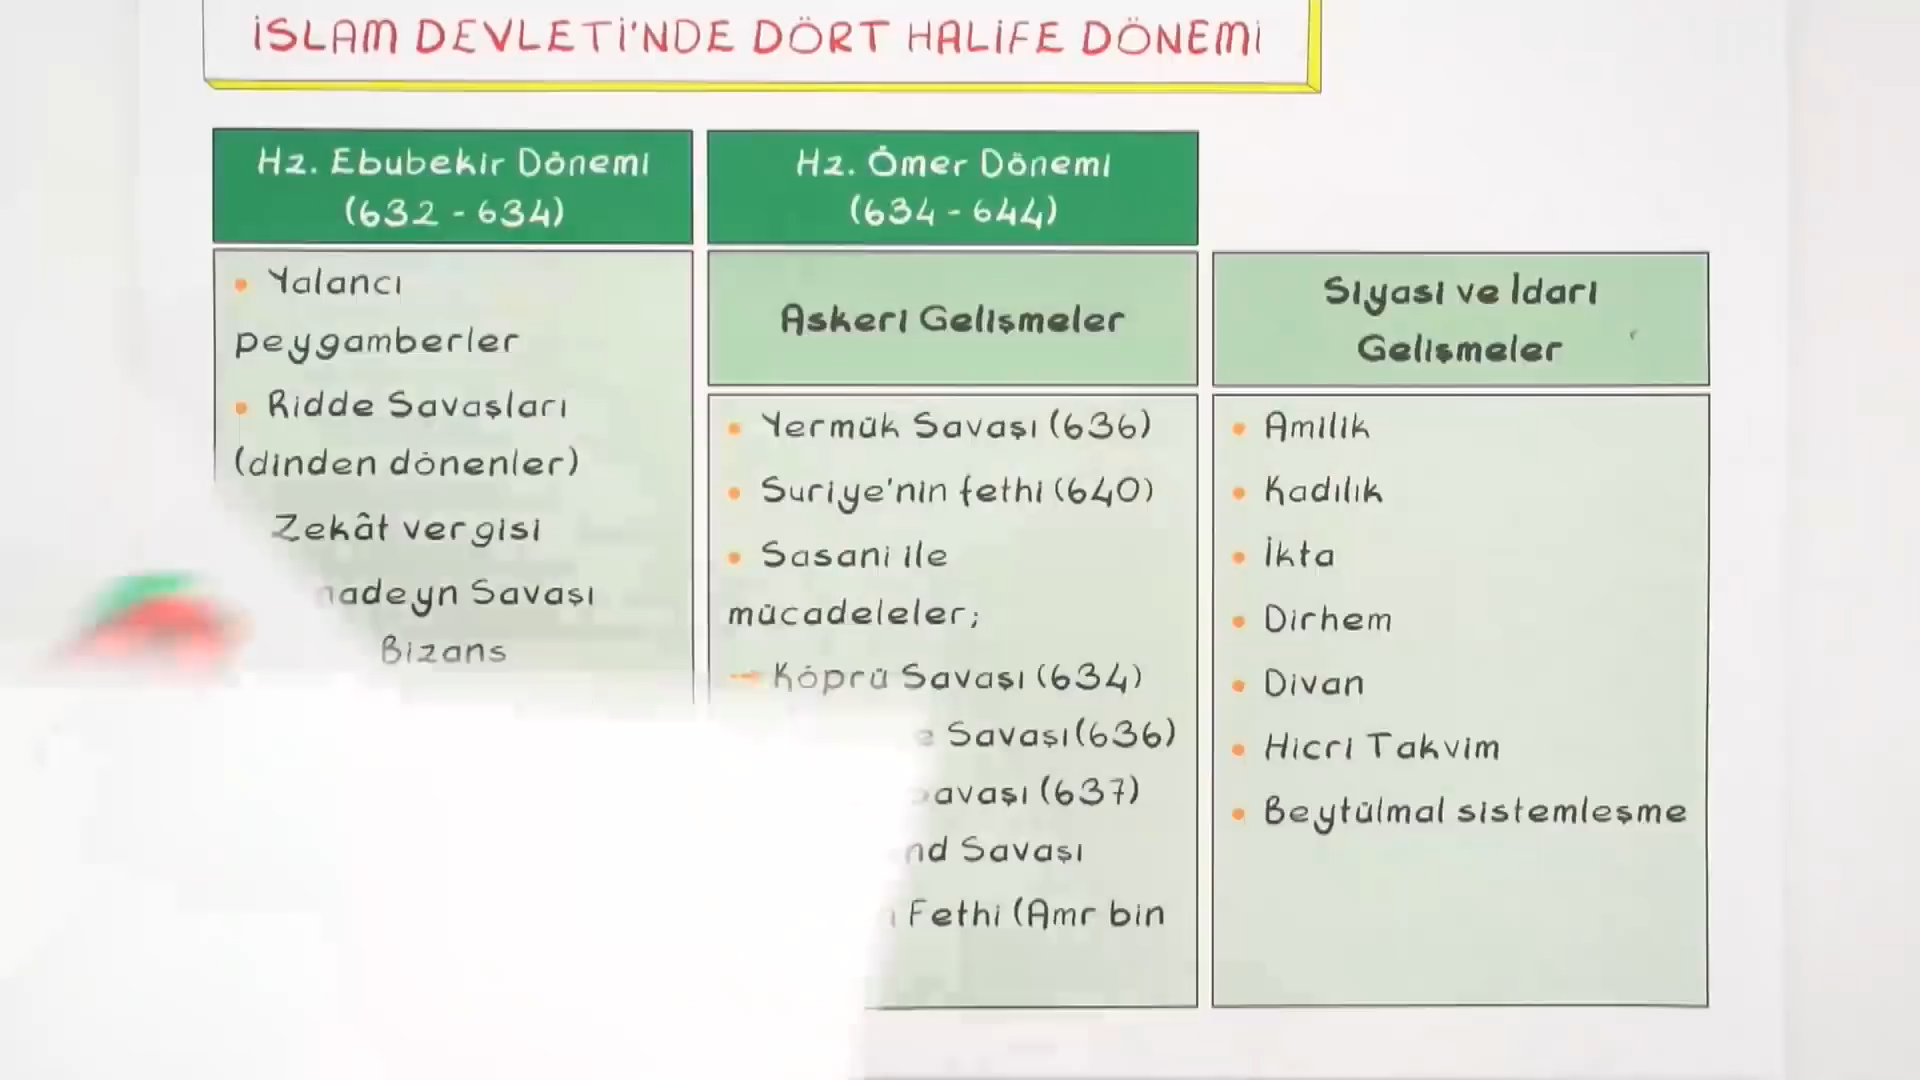 İSLAM DEVLETİ'NDE DÖRT HALİFE DÖNEMİ
Hz. Ebubekir Dönemi
(632 - 634)
• Yalancı
peygamberler
• Ridde Savaşları
(dinden dönenler)
Zekât vergisi
Savaşı
Bizans
Hz. Ömer Dönemi
(634 - 644)
Askeri Gelişmeler
• Yermük Savaşı (636)
• Suriye'nin fethi (640)
• Sasani ile
mücadeleler;
→ Köprü Savaşı (634)
Savaşı (636)
(637)
Savaşı
Fethi (Amr bin
Siyasi ve İdari
Gelişmeler
• Amilik
• Kadılık
• İkta
• Dirhem
• Divan
• Hicri Takvim
• Beytülmal sistemleşme